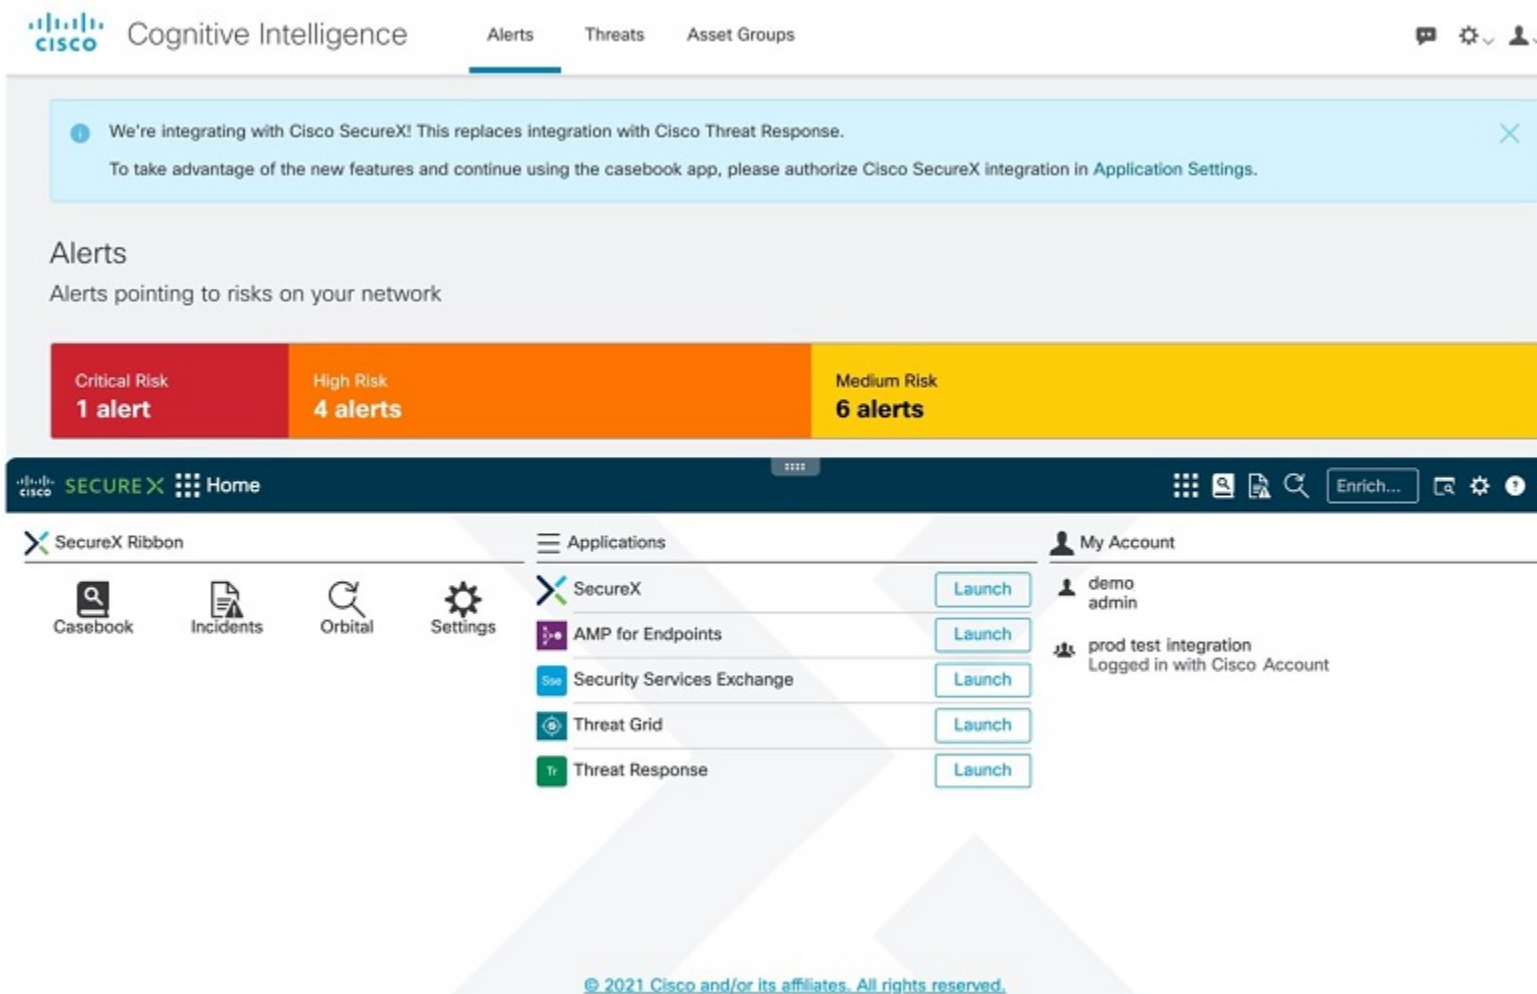 CISCO Cognitive Intelligence Alerts Threats Asset Groups
We're integrating with Cisco SecureX! This replaces integration with Cisco Threat Response.
To take advantage of the new features and continue using the casebook app, please authorize Cisco SecureX integration in Application Settings.
Alerts
Alerts pointing to risks on your network
Critical Risk
1 alert
High Risk
4 alerts
Medium Risk
6 alerts
CISCO SECUREX Home Enrich... ?
SecureX Ribbon
Casebook Incidents Orbital Settings
Applications
SecureX Launch
AMP for Endpoints Launch
Sse Security Services Exchange Launch
Threat Grid Launch
Tr Threat Response Launch
My Account
demo
admin
prod test integration
Logged in with Cisco Account
© 2021 Cisco and/or its affiliates. All rights reserved.